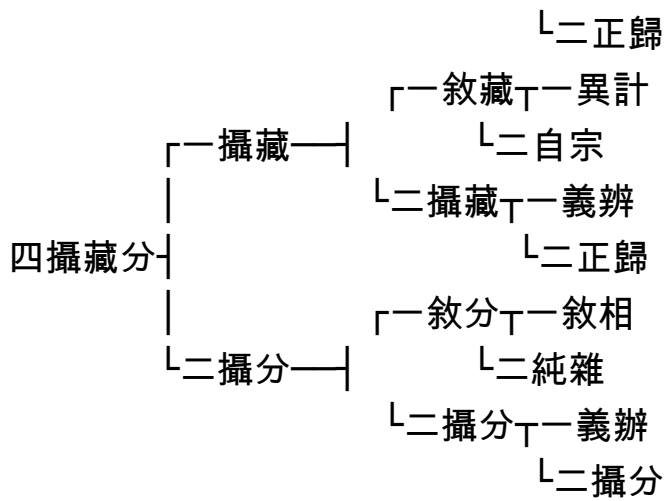 └二正歸
┌一敘藏┬一異計
┌一攝藏──┤ └二自宗
│ └二攝藏┬一義辨
四攝藏分┤ └二正歸
│ ┌一敘分┬一敘相
└二攝分──┤ └二純雜
└二攝分┬一義辦
└二攝分